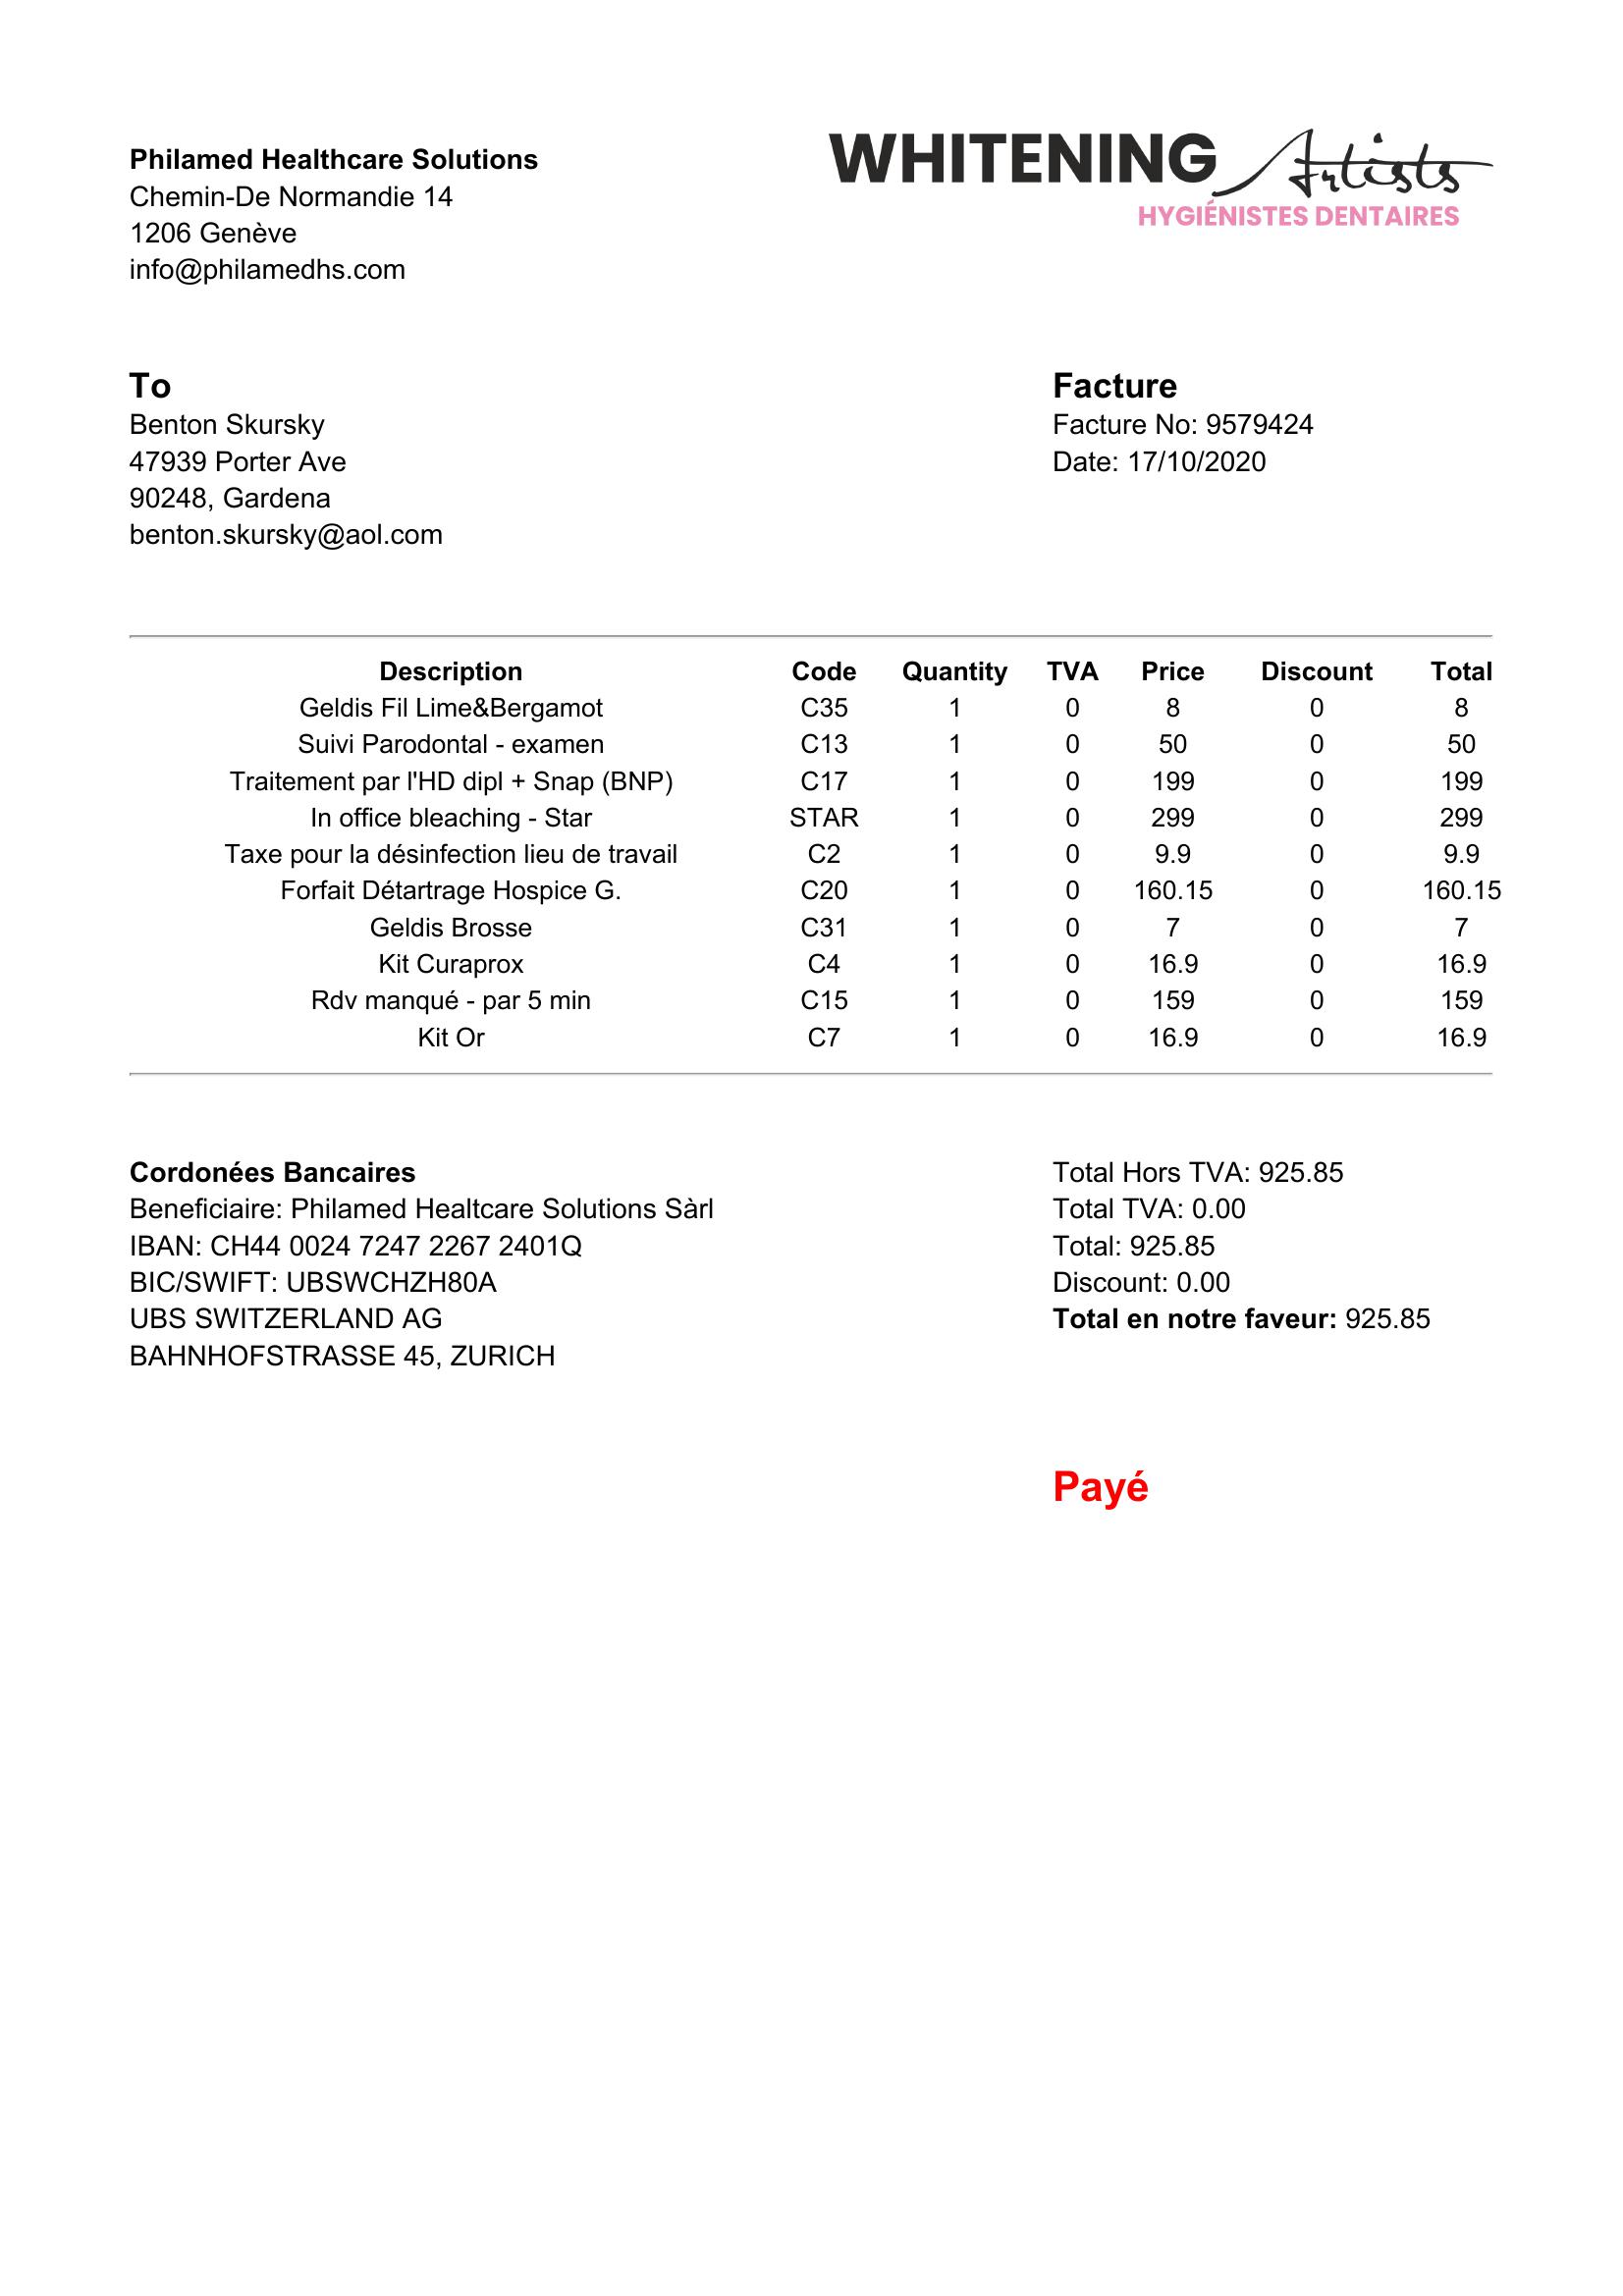 Philamed Healthcare Solutions
Chemin-De Normandie 14
1206 Genève
info@philamedhs.com
WHITENING Artists
HYGIÉNISTES DENTAIRES
To
Benton Skursky
47939 Porter Ave
90248, Gardena
benton.skursky@aol.com
Facture
Facture No: 9579424
Date: 17/10/2020
Description Code Quantity TVA Price Discount Total
Geldis Fil Lime&Bergamot C35 1 0 8 0 8
Suivi Parodontal - examen C13 1 0 50 0 50
Traitement par l'HD dipl + Snap (BNP) C17 1 0 199 0 199
In office bleaching - Star STAR 1 0 299 0 299
Taxe pour la désinfection lieu de travail C2 1 0 9.9 0 9.9
Forfait Détartrage Hospice G. C20 1 0 160.15 0 160.15
Geldis Brosse C31 1 0 7 0 7
Kit Curaprox C4 1 0 16.9 0 16.9
Rdv manqué - par 5 min C15 1 0 159 0 159
Kit Or C7 1 0 16.9 0 16.9
Cordonées Bancaires
Beneficiaire: Philamed Healtcare Solutions Sàrl
IBAN: CH44 0024 7247 2267 2401Q
BIC/SWIFT: UBSWCHZH80A
UBS SWITZERLAND AG
BAHNHOFSTRASSE 45, ZURICH
Total Hors TVA: 925.85
Total TVA: 0.00
Total: 925.85
Discount: 0.00
Total en notre faveur: 925.85
Payé